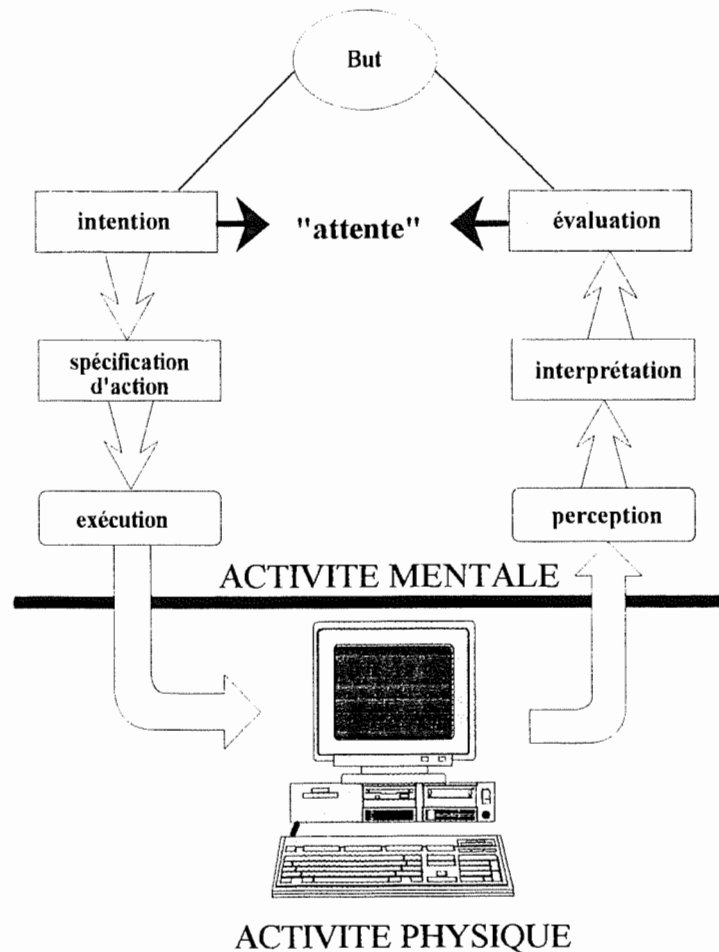 But
intention
"attente"
évaluation
spécification
d'action
interprétation
exécution
perception
ACTIVITE MENTALE
ACTIVITE PHYSIQUE